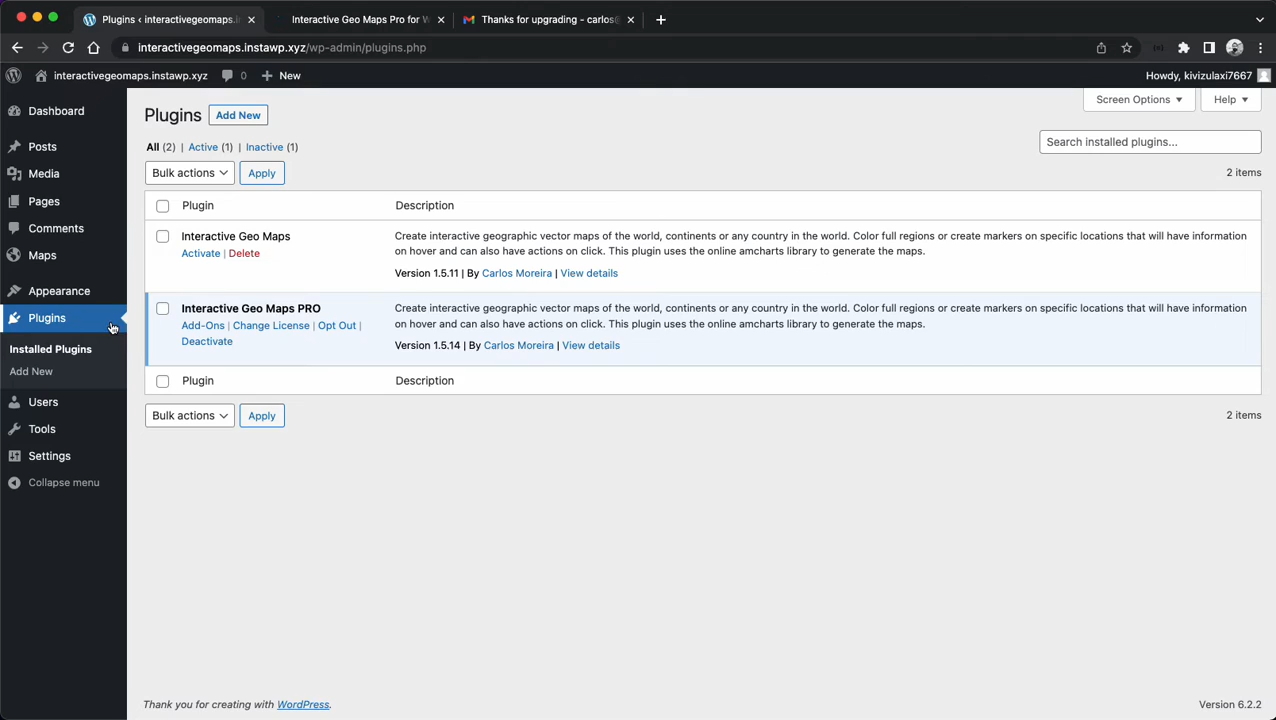 Plugins < interactivegeomaps.in
Interactive Geo Maps Pro for W
Thanks for upgrading - carlos@
interactivegeomaps.instawp.xyz/wp-admin/plugins.php
interactivegeomaps.instawp.xyz 0 New Howdy, kivizulaxi7667
Dashboard
Posts
Media
Pages
Comments
Maps
Appearance
Plugins
Installed Plugins
Add New
Users
Tools
Settings
Collapse menu
Plugins Add New
Screen Options Help
All (2) | Active (1) | Inactive (1)
Search installed plugins...
Bulk actions Apply
2 items
Plugin Description
Interactive Geo Maps
Activate | Delete
Create interactive geographic vector maps of the world, continents or any country in the world. Color full regions or create markers on specific locations that will have information
on hover and can also have actions on click. This plugin uses the online amcharts library to generate the maps.
Version 1.5.11 | By Carlos Moreira | View details
Interactive Geo Maps PRO
Add-Ons | Change License | Opt Out |
Deactivate
Create interactive geographic vector maps of the world, continents or any country in the world. Color full regions or create markers on specific locations that will have information
on hover and can also have actions on click. This plugin uses the online amcharts library to generate the maps.
Version 1.5.14 | By Carlos Moreira | View details
Plugin Description
Bulk actions Apply
2 items
Thank you for creating with WordPress.
Version 6.2.2